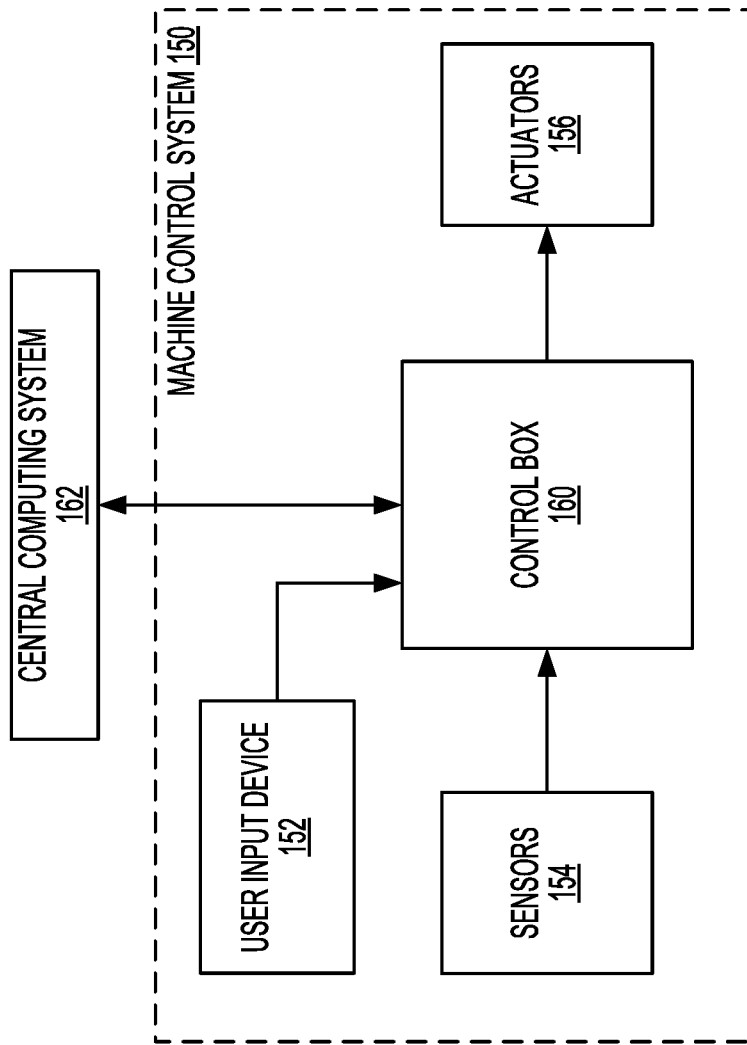 CENTRAL COMPUTING SYSTEM
162
MACHINE CONTROL SYSTEM 150
USER INPUT DEVICE
152
SENSORS
154
CONTROL BOX
160
ACTUATORS
156